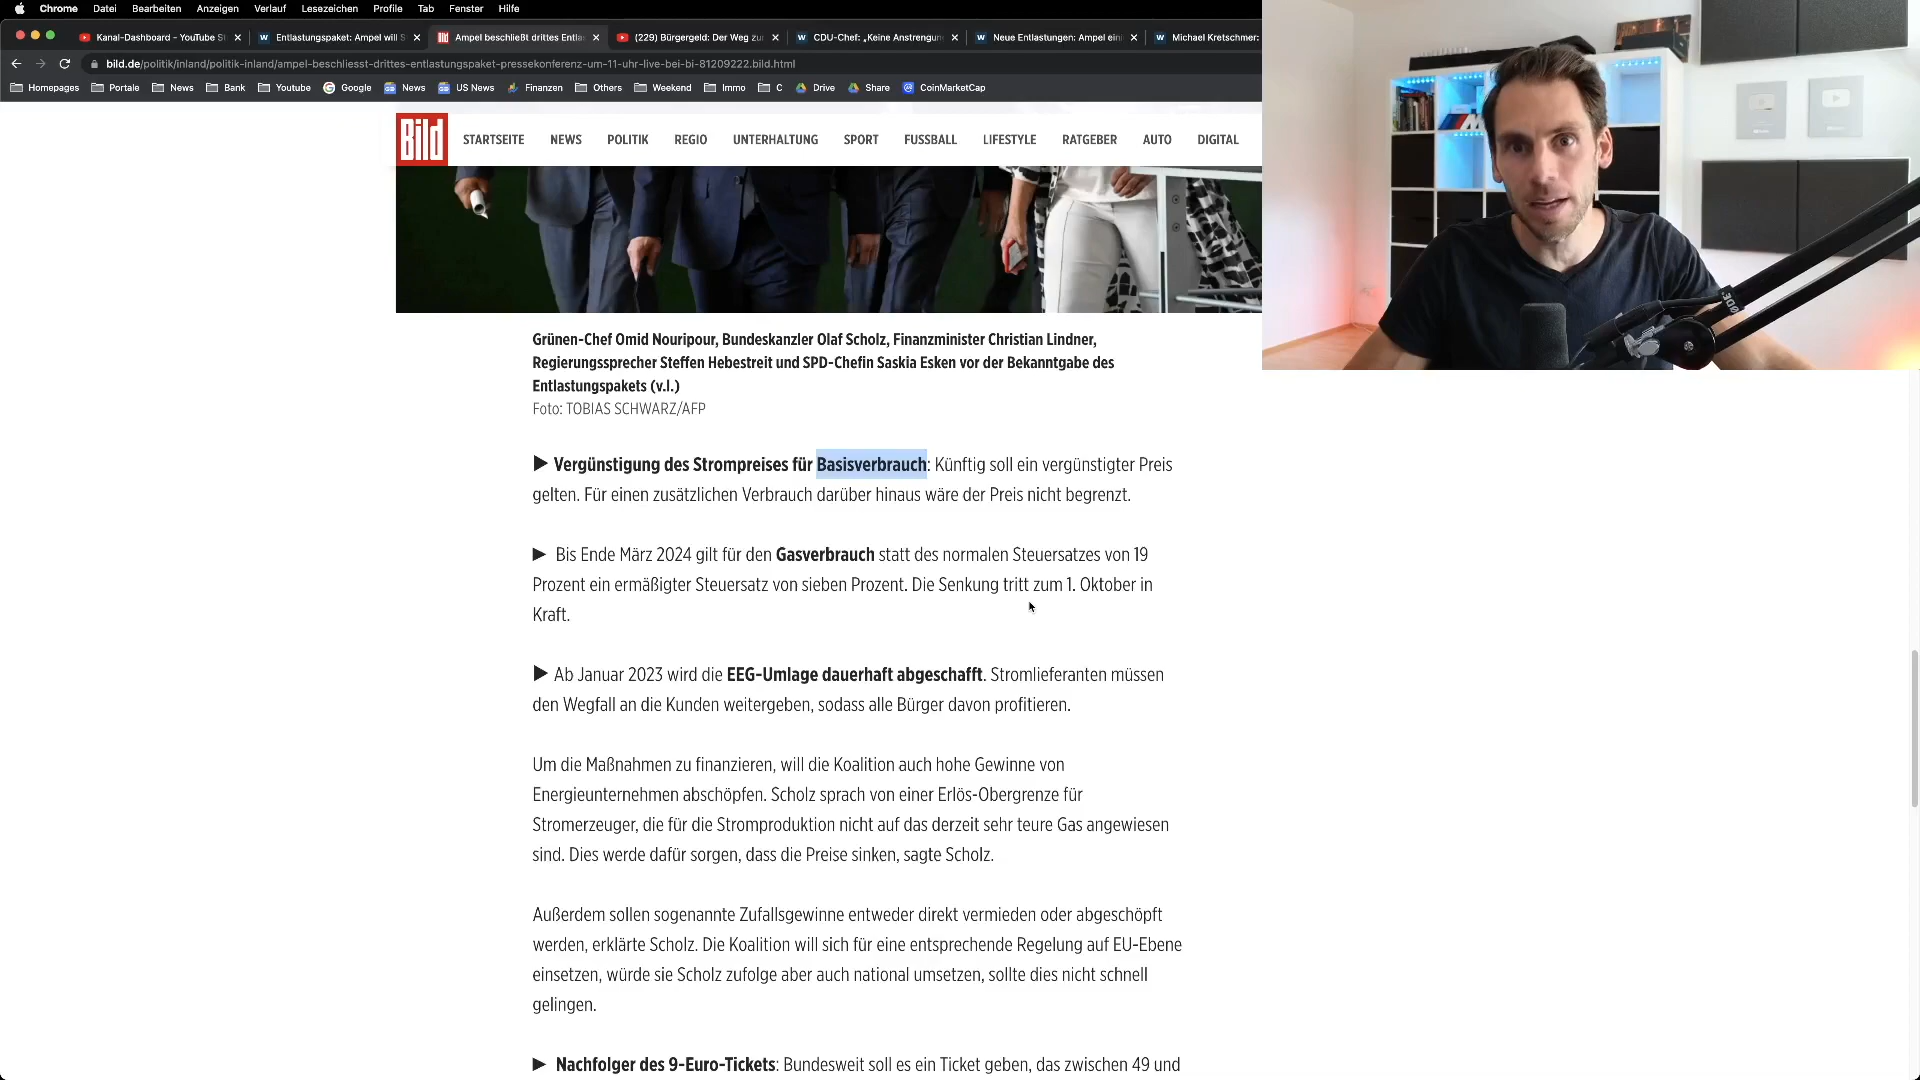 Chrome Datei Bearbeiten Anzeigen Verlauf Lesezeichen Profile Tab Fenster Hilfe
Kanal-Dashboard - YouTube S Entlastungspaket: Ampel will S Ampel beschließt drittes Entla (229) Bürgergeld: Der Weg zu CDU-Chef: „Keine Anstrengun Neue Entlastungen: Ampel ein Michael Kretschmer:
bild.de/politik/inland/politik-inland/ampel-beschliesst-drittes-entlastungspaket-pressekonferenz-um-11-uhr-live-bei-bi-81209222.bild.html
Homepages Portale News Bank Youtube Google News US News Finanzen Others Weekend Immo C Drive Share CoinMarketCap
Bild STARTSEITE NEWS POLITIK REGIO UNTERHALTUNG SPORT FUSSBALL LIFESTYLE RATGEBER AUTO DIGITAL
Grünen-Chef Omid Nouripour, Bundeskanzler Olaf Scholz, Finanzminister Christian Lindner,
Regierungssprecher Steffen Hebestreit und SPD-Chefin Saskia Esken vor der Bekanntgabe des
Entlastungspakets (v.l.)
Foto: TOBIAS SCHWARZ/AFP
▶ Vergünstigung des Strompreises für Basisverbrauch: Künftig soll ein vergünstigter Preis
gelten. Für einen zusätzlichen Verbrauch darüber hinaus wäre der Preis nicht begrenzt.
▶ Bis Ende März 2024 gilt für den Gasverbrauch statt des normalen Steuersatzes von 19
Prozent ein ermäßigter Steuersatz von sieben Prozent. Die Senkung tritt zum 1. Oktober in
Kraft.
▶ Ab Januar 2023 wird die EEG-Umlage dauerhaft abgeschafft. Stromlieferanten müssen
den Wegfall an die Kunden weitergeben, sodass alle Bürger davon profitieren.
Um die Maßnahmen zu finanzieren, will die Koalition auch hohe Gewinne von
Energieunternehmen abschöpfen. Scholz sprach von einer Erlös-Obergrenze für
Stromerzeuger, die für die Stromproduktion nicht auf das derzeit sehr teure Gas angewiesen
sind. Dies werde dafür sorgen, dass die Preise sinken, sagte Scholz.
Außerdem sollen sogenannte Zufallsgewinne entweder direkt vermieden oder abgeschöpft
werden, erklärte Scholz. Die Koalition will sich für eine entsprechende Regelung auf EU-Ebene
einsetzen, würde sie Scholz zufolge aber auch national umsetzen, sollte dies nicht schnell
gelingen.
▶ Nachfolger des 9-Euro-Tickets: Bundesweit soll es ein Ticket geben, das zwischen 49 und